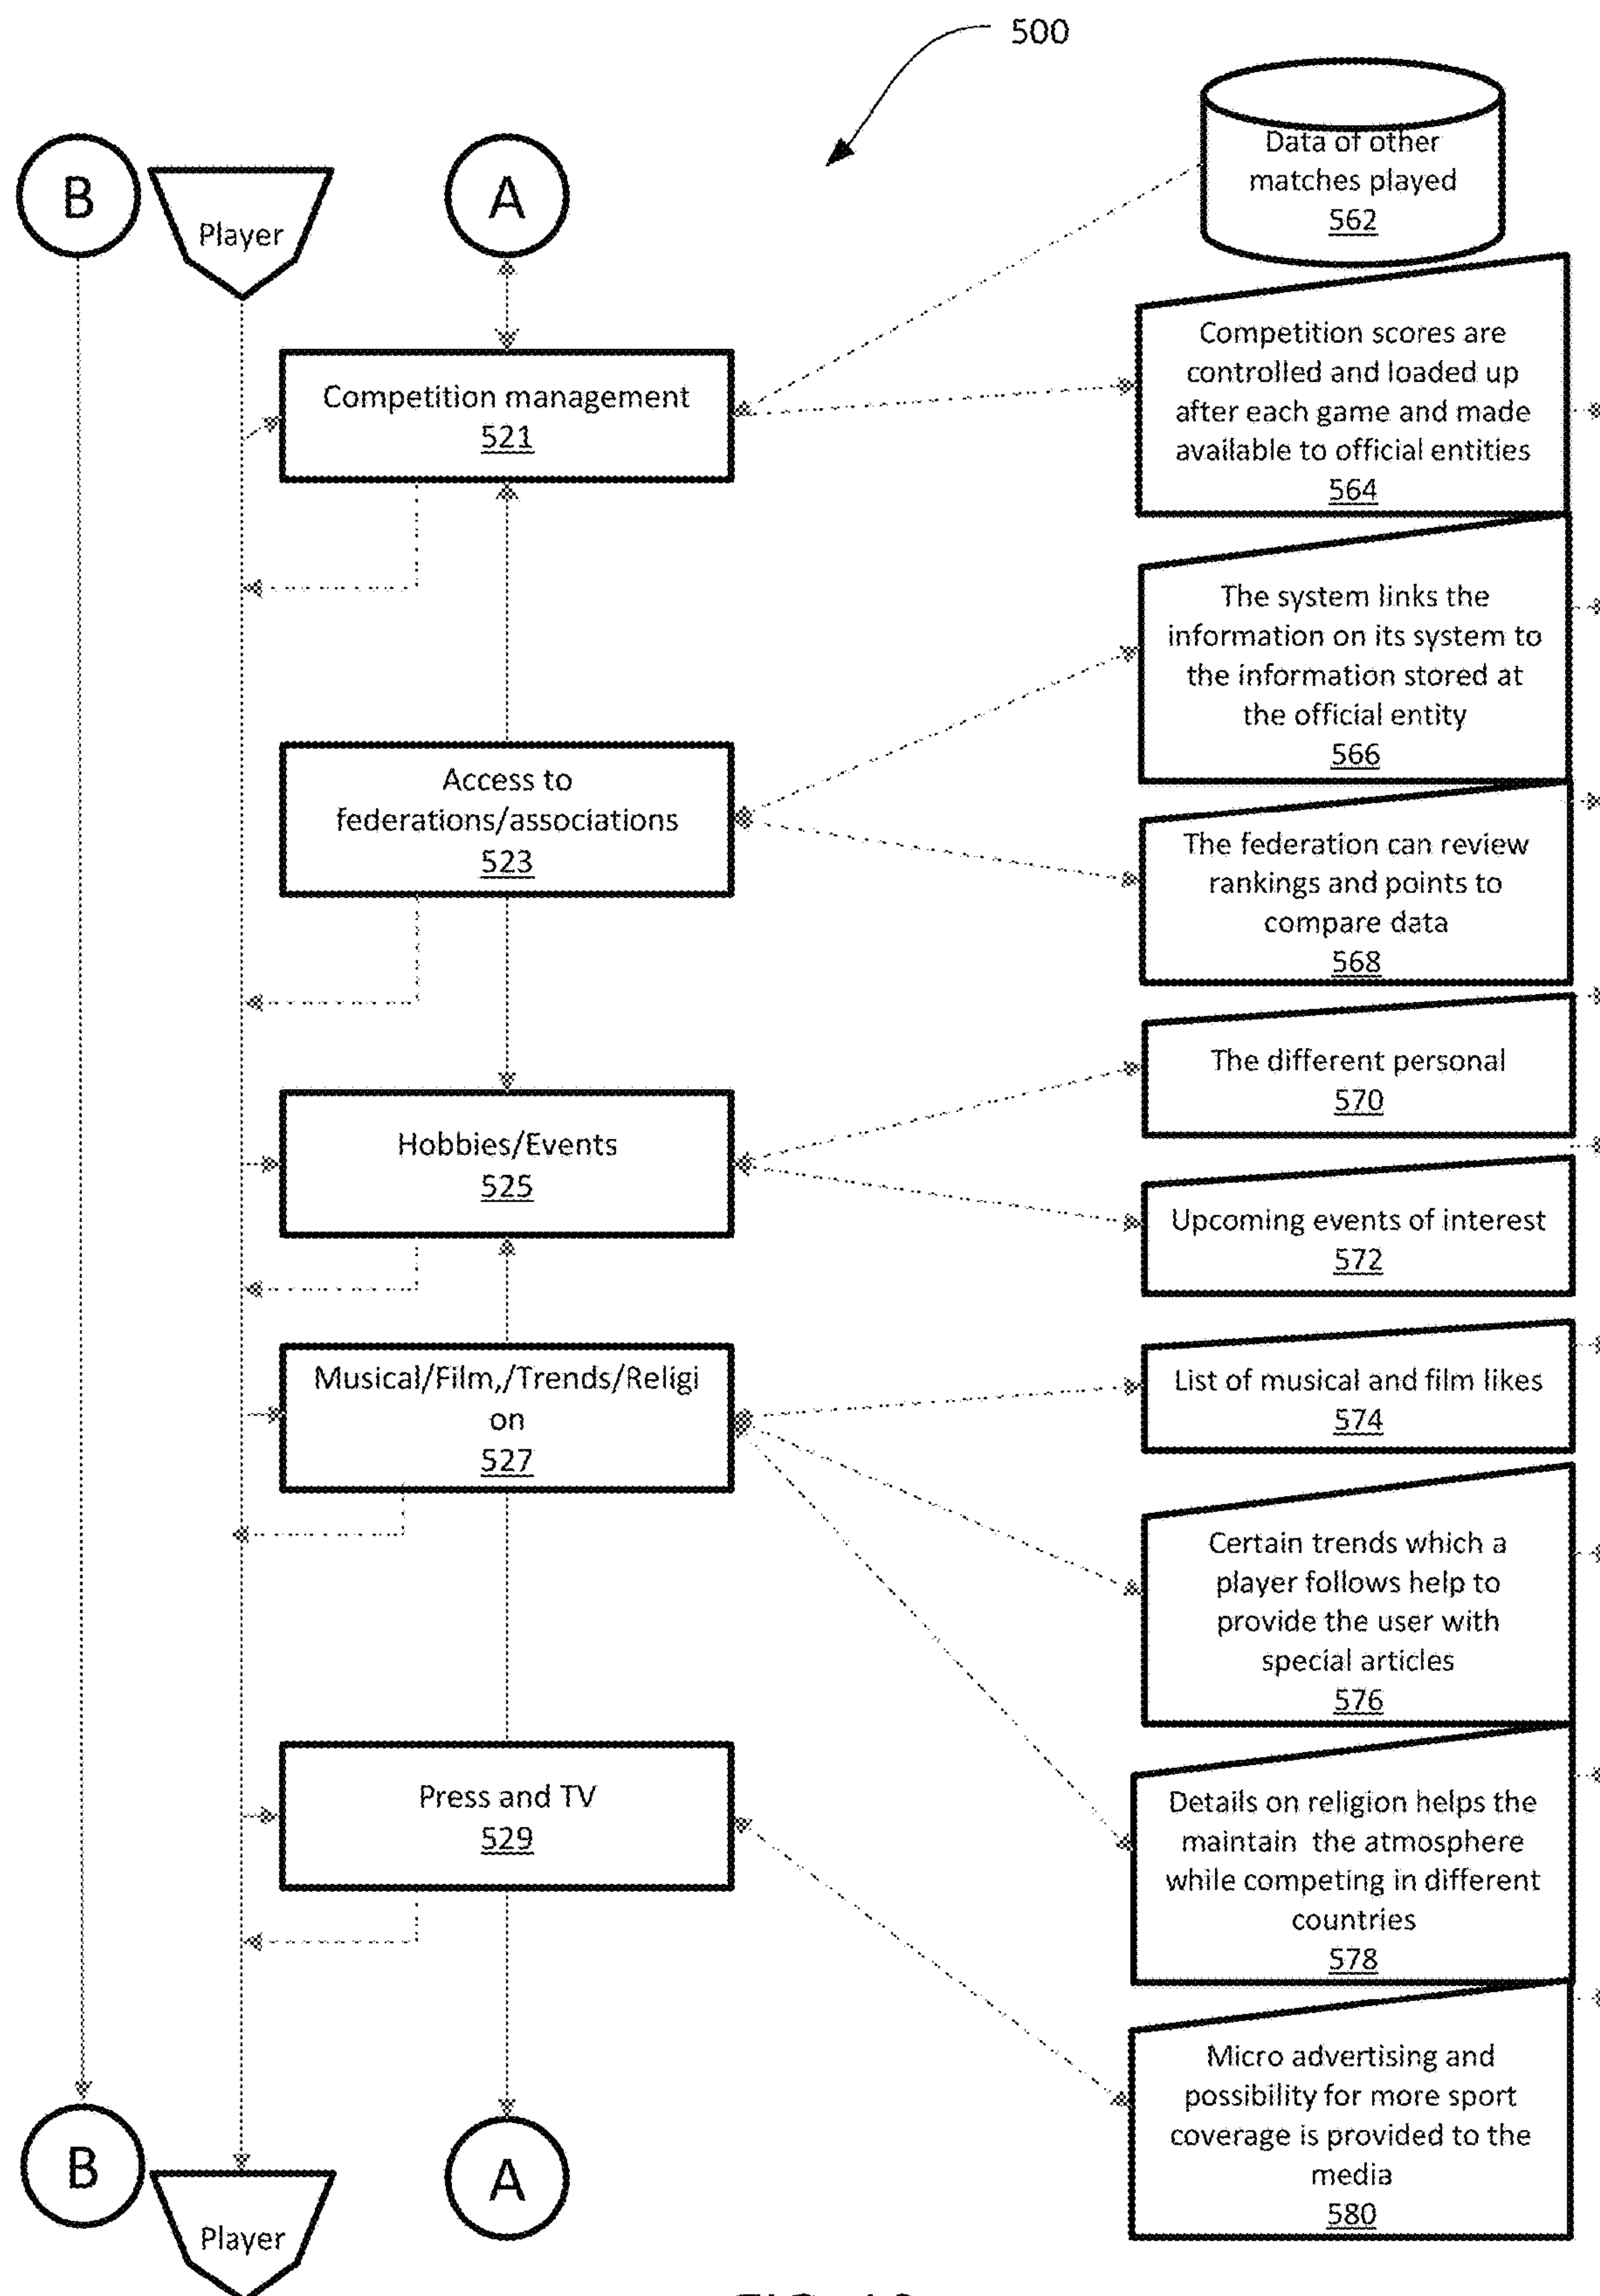 500
B
Player
A
Data of other
matches played
562
Competition management
521
Competition scores are
controlled and loaded up
after each game and made
available to official entities
564
The system links the
information on its system to
the information stored at
the official entity
566
Access to
federations/associations
523
The federation can review
rankings and points to
compare data
568
The different personal
570
Hobbies/Events
525
Upcoming events of interest
572
Musical/Film,/Trends/Religi
on
527
List of musical and film likes
574
Certain trends which a
player follows help to
provide the user with
special articles
576
Press and TV
529
Details on religion helps the
maintain the atmosphere
while competing in different
countries
578
Micro advertising and
possibility for more sport
coverage is provided to the
media
580
B
Player
A